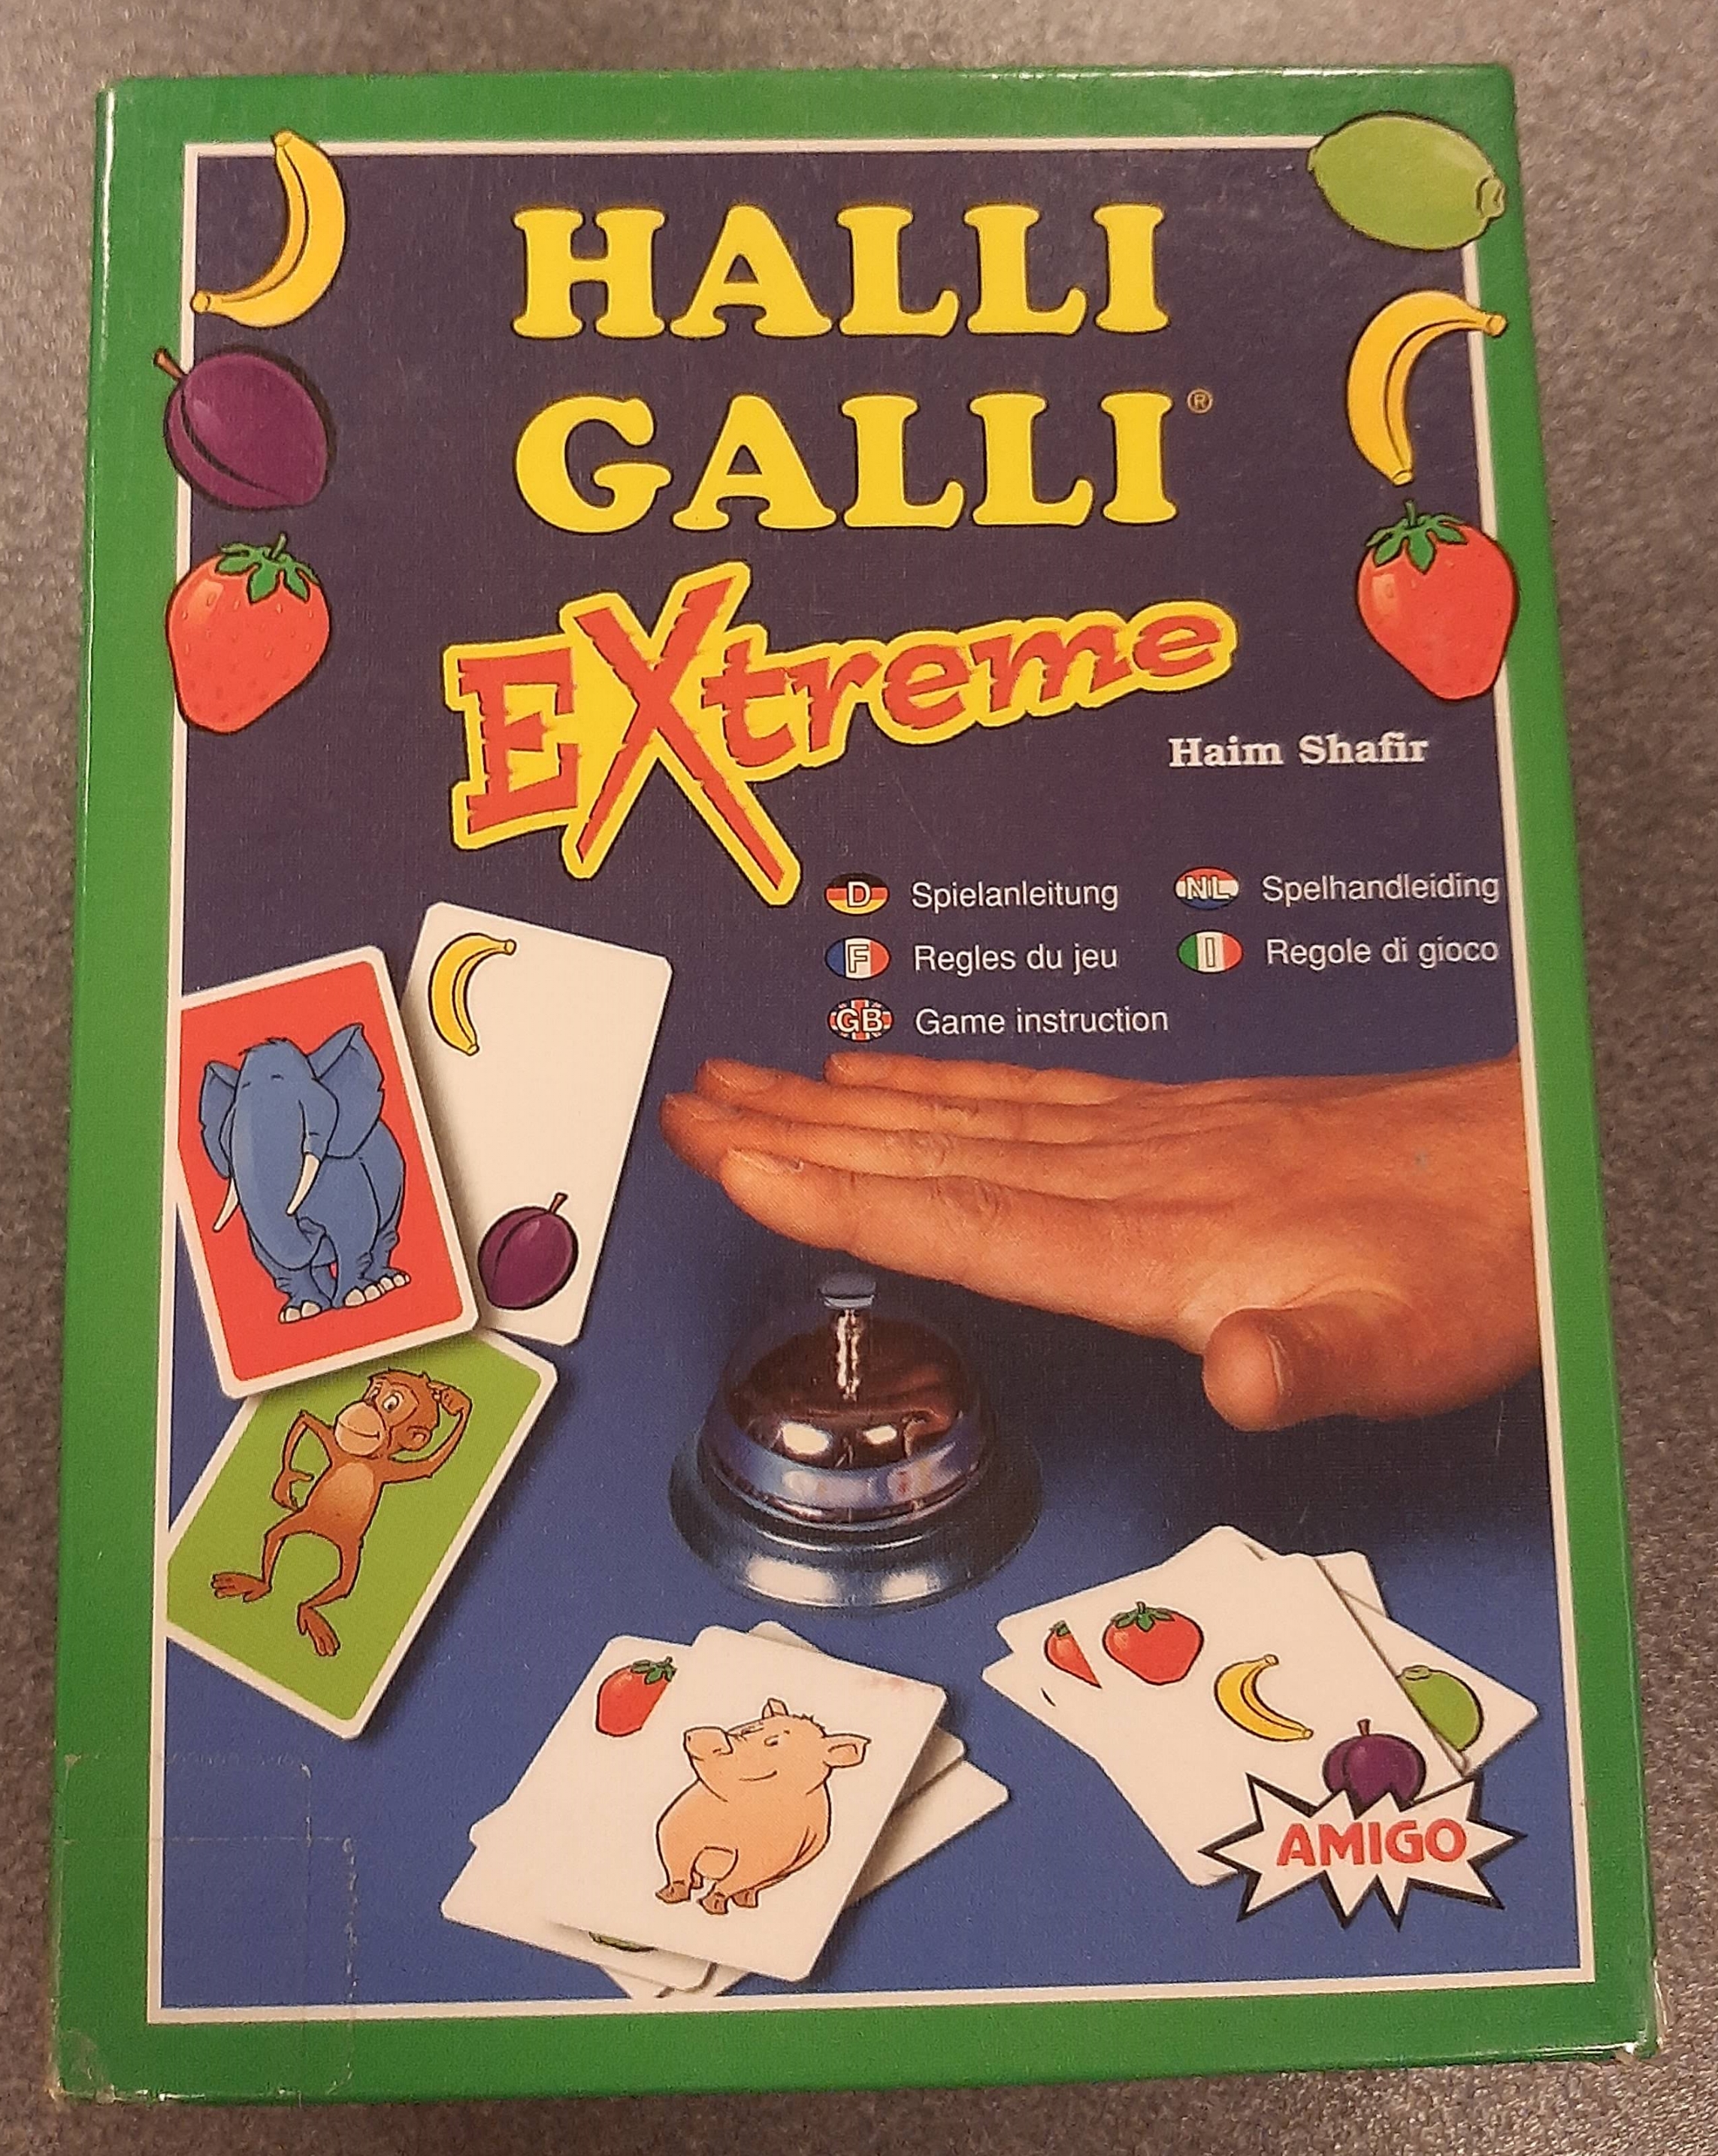 HALLI
GALLI®
EXtreme
Haim Shafir
D Spielanleitung
NL Spelhandleiding
F Regles du jeu
I Regole di gioco
GB Game instruction
AMIGO